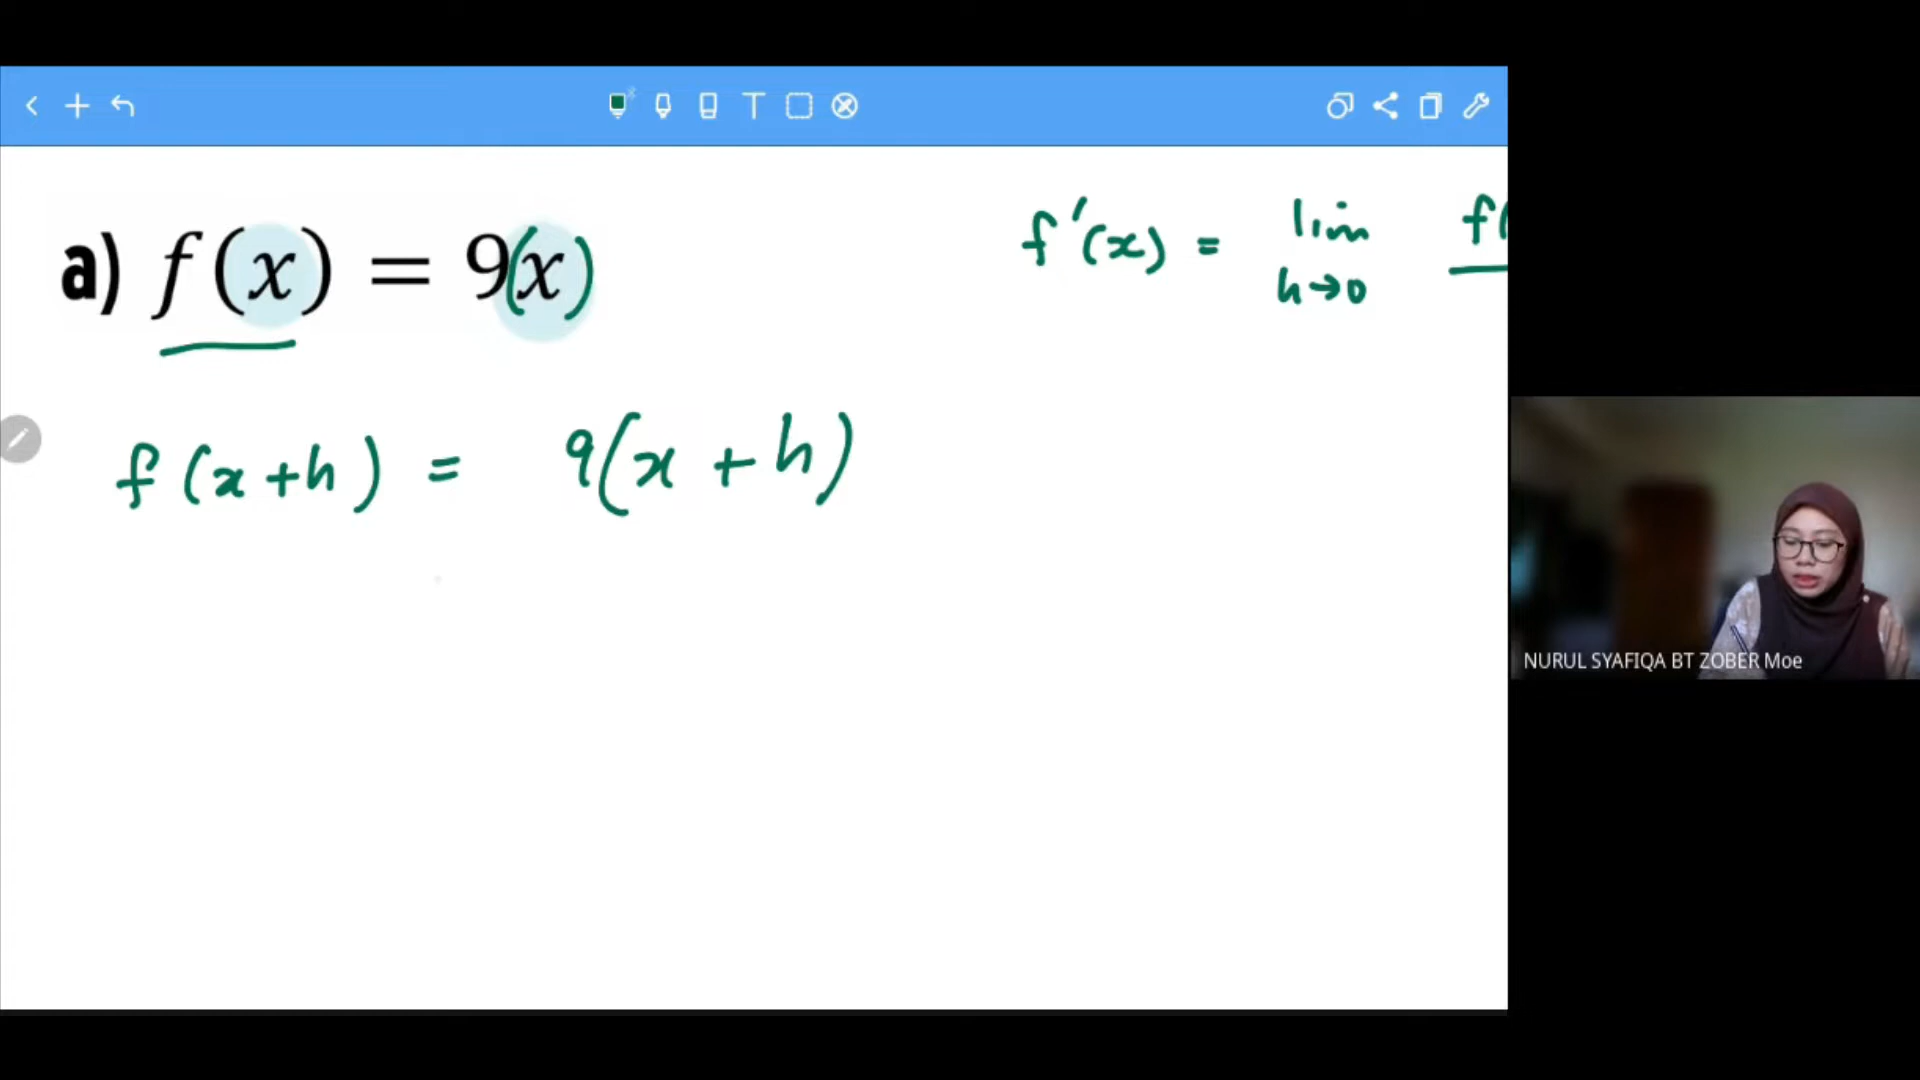 a) f(x) = 9(x)
f'(x) = lim f(
h→0
f(x+h) = 9(x+h)
NURUL SYAFIQA BT ZOBER Moe